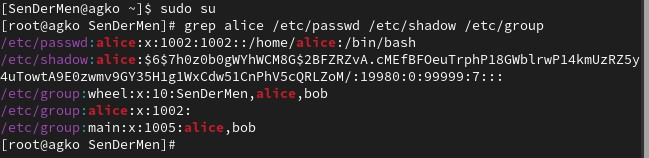 [SenDerMen@agko ~]$ sudo su
[root@agko SenDerMen]# grep alice /etc/passwd /etc/shadow /etc/group
/etc/passwd:alice:x:1002:1002::/home/alice:/bin/bash
/etc/shadow:alice:$6$7h0z0b0gWYhWCM8G$2BFZRZvA.cMEfBFOeuTrphP18GWblrwP14kmUzRZ5y
4uTowtA9E0zwmv9GY35H1g1WxCdw51CnPhV5cQRLZoM/:19980:0:99999:7:::
/etc/group:wheel:x:10:SenDerMen,alice,bob
/etc/group:alice:x:1002:
/etc/group:main:x:1005:alice,bob
[root@agko SenDerMen]#